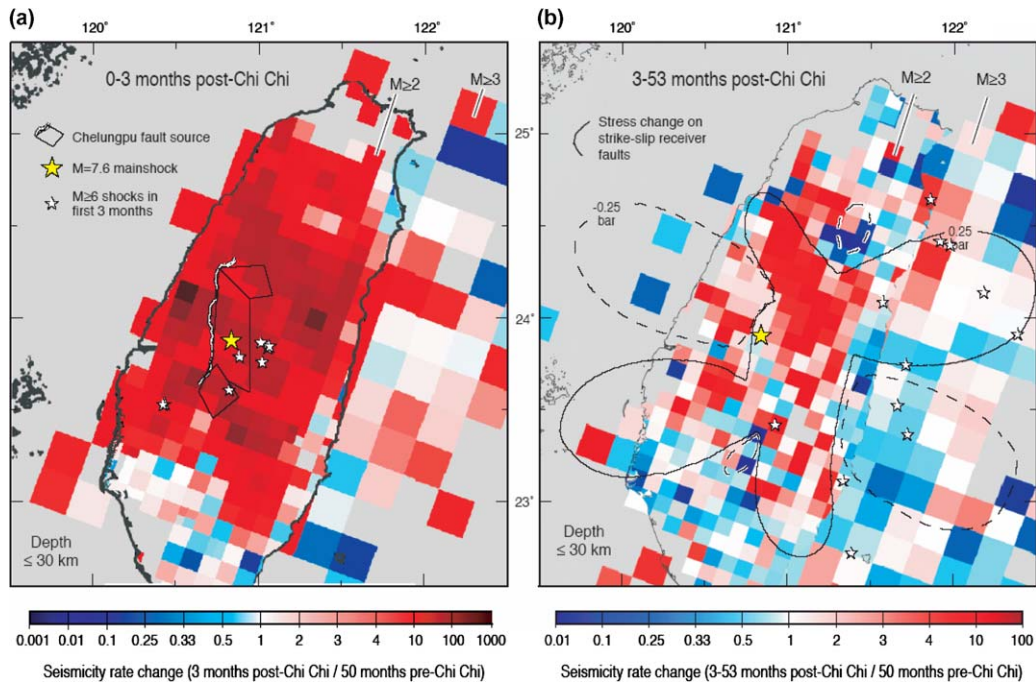 (a)
120° 121° 122°
0-3 months post-Chi Chi
M≥2
M≥3
Chelungpu fault source
M=7.6 mainshock
M≥6 shocks in
first 3 months
25°
24°
23°
Depth
≤ 30 km
0.001 0.01 0.1 0.25 0.33 0.5 1 2 3 4 10 100 1000
Seismicity rate change (3 months post-Chi Chi / 50 months pre-Chi Chi)
(b)
120° 121° 122°
3-53 months post-Chi Chi
M≥2
M≥3
Stress change on
strike-slip receiver
faults
-0.25
bar
0.25
bar
25°
24°
23°
Depth
≤ 30 km
0.01 0.1 0.25 0.33 0.5 1 2 3 4 10 100
Seismicity rate change (3-53 months post-Chi Chi / 50 months pre-Chi Chi)